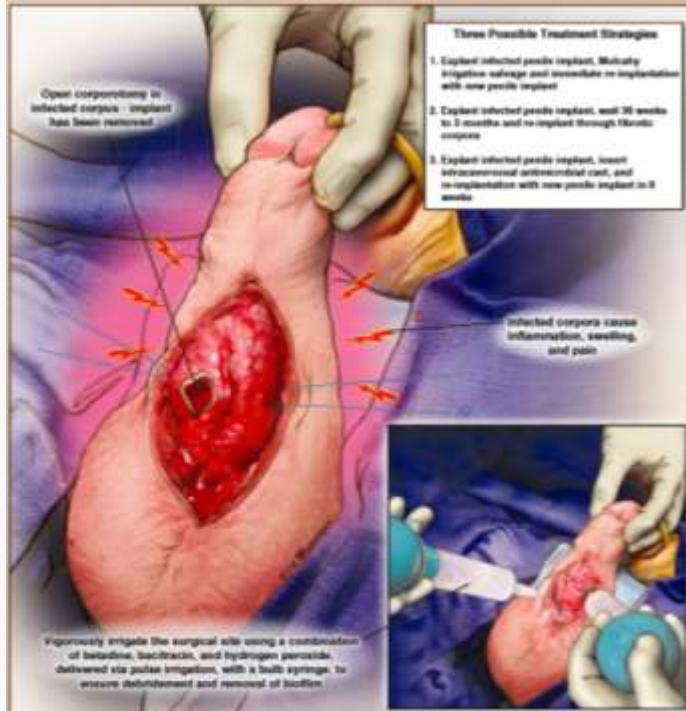 Three Possible Treatment Strategies
1. Explant infected penile implant, Mulcahy
irrigation salvage and immediate re-implantation
with new penile implant
2. Explant infected penile implant, wait 30 weeks
to 3 months and re-implant through fibrotic
corpora
3. Explant infected penile implant, insert
intracavernosal antimicrobial cast, and
re-implantation with new penile implant in 6
weeks
Open corporotomy in
infected corpus - implant
has been removed
Infected corpora cause
inflammation, swelling,
and pain
Vigorously irrigate the surgical site using a combination
of betadine, bacitracin, and hydrogen peroxide,
delivered via pulse irrigation, with a bulb syringe, to
ensure debridement and removal of biofilm